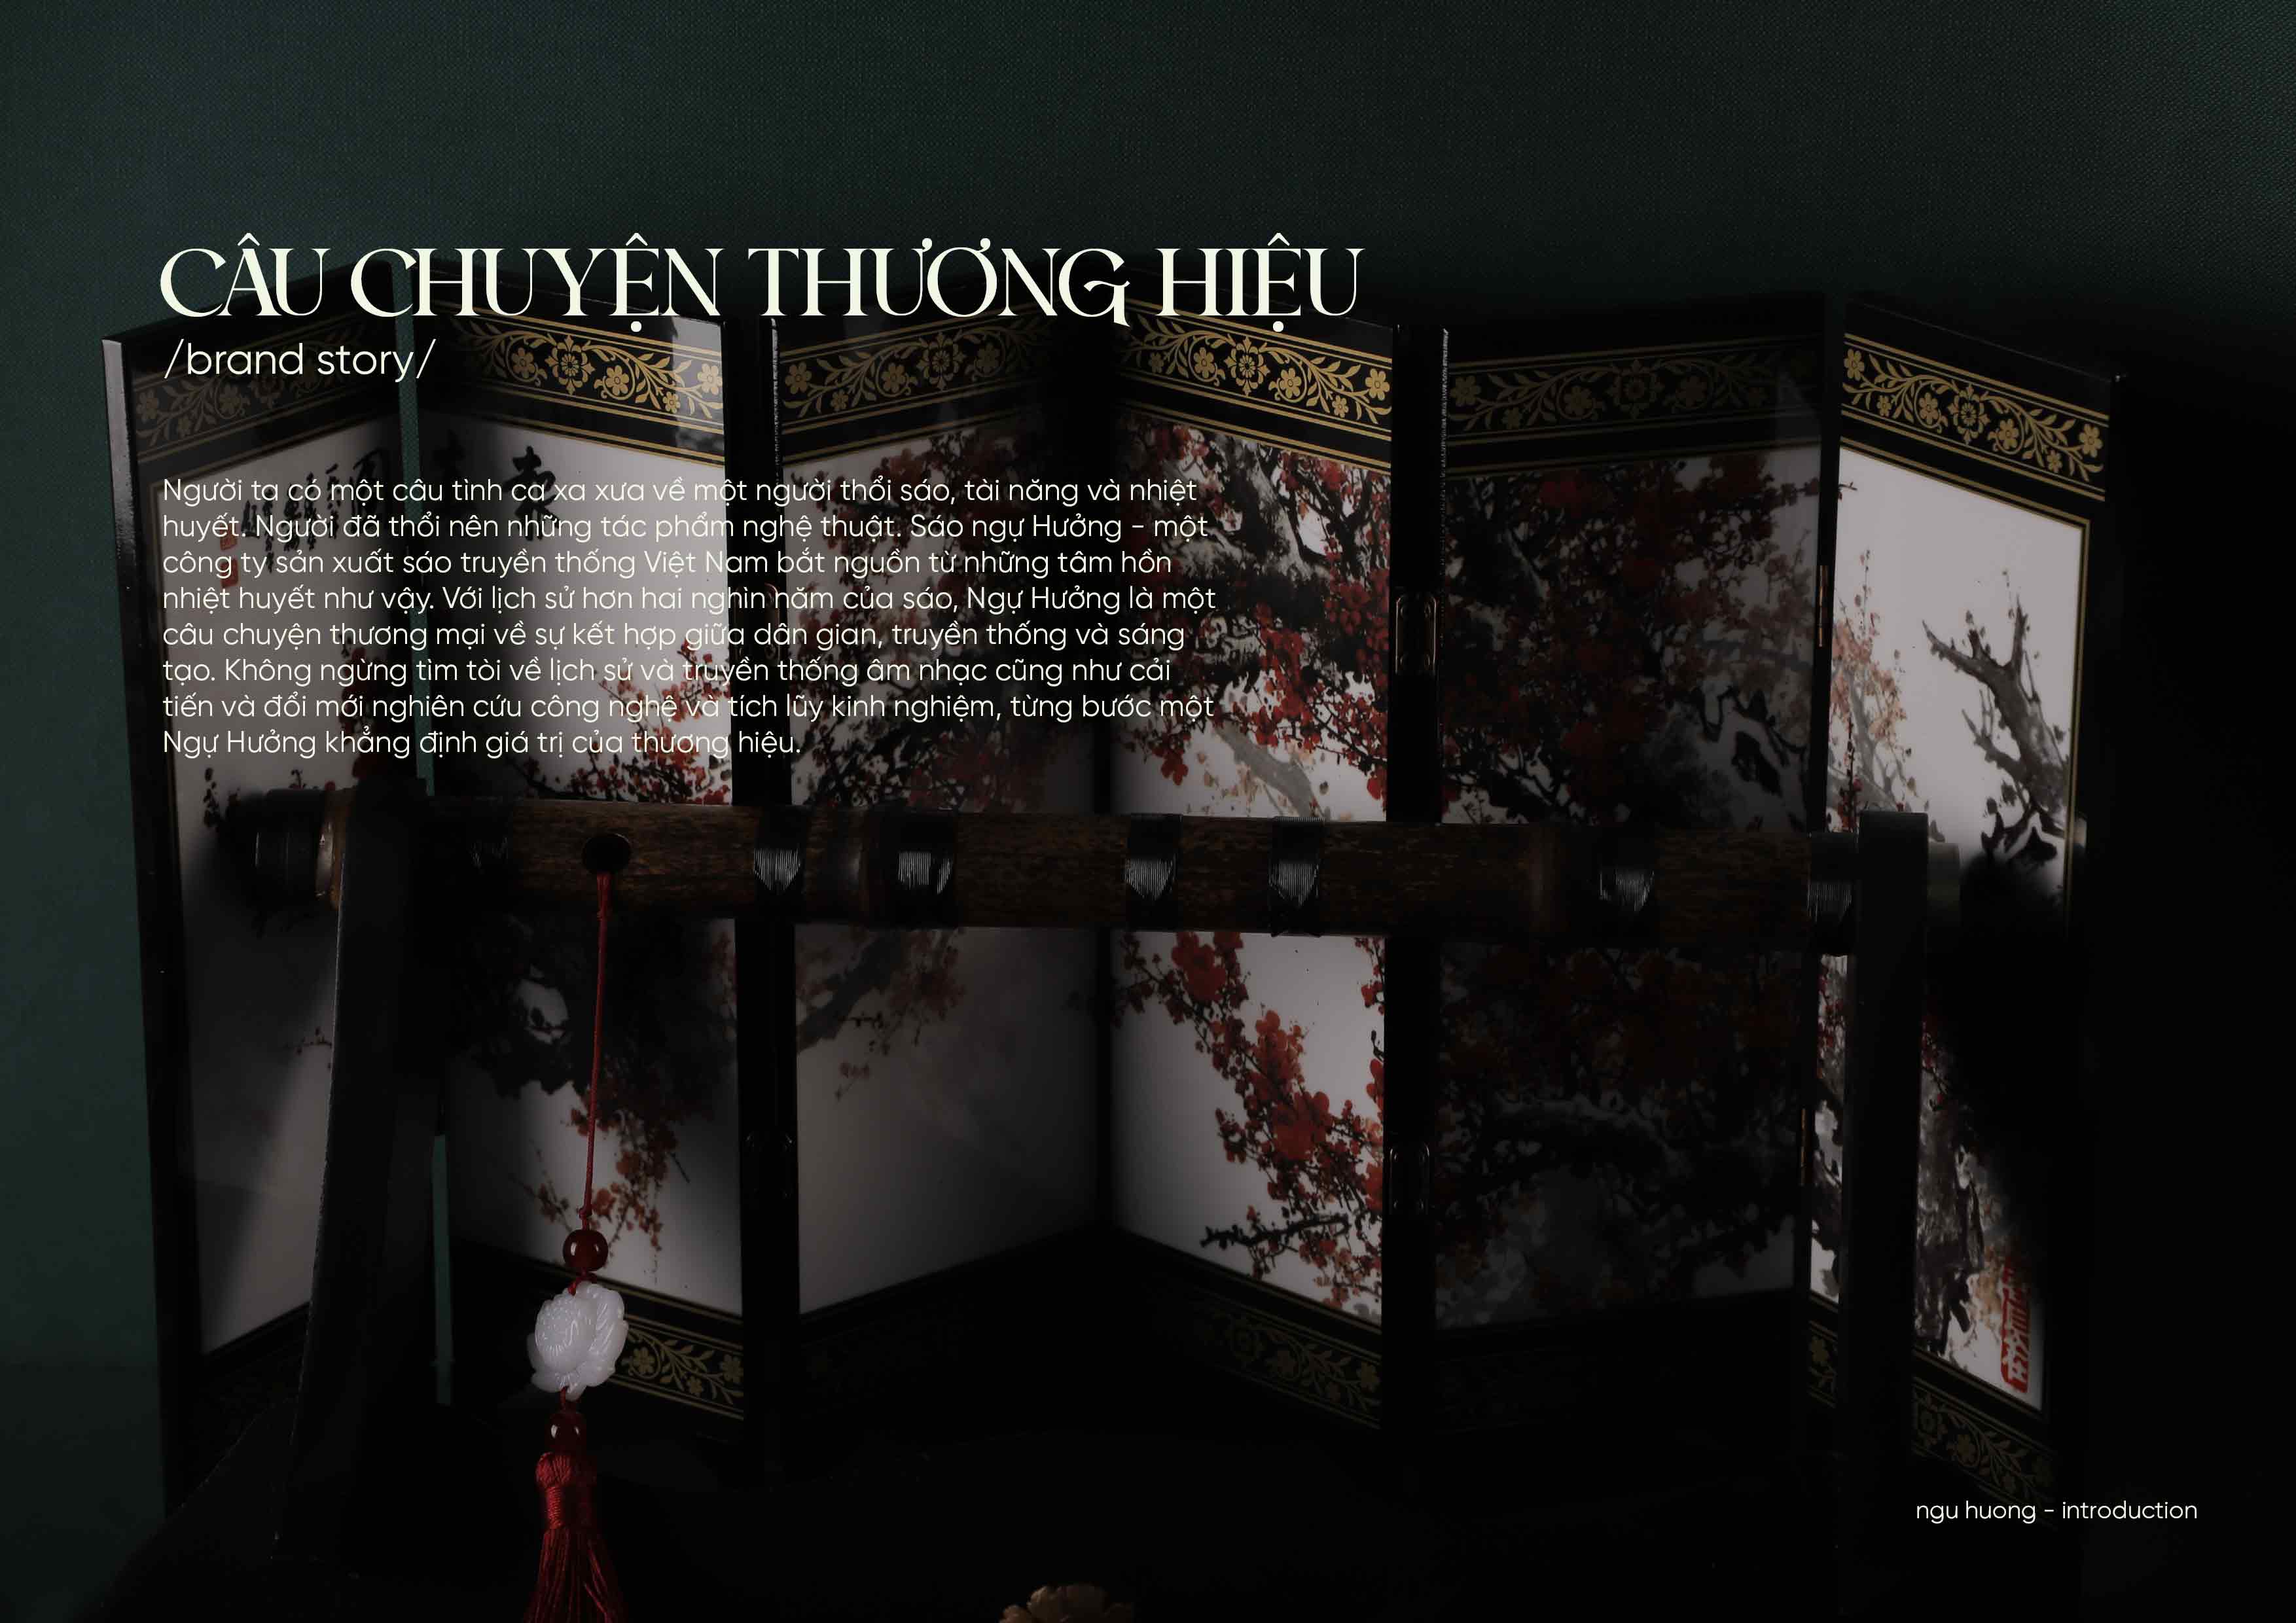 CÂU CHUYỆN THƯƠNG HIỆU
/brand story/
Người ta có một câu tình ca xa xưa về một người thổi sáo, tài năng và nhiệt
huyết. Người đã thổi nên những tác phẩm nghệ thuật. Sáo ngự Hưởng - một
công ty sản xuất sáo truyền thống Việt Nam bắt nguồn từ những tâm hồn
nhiệt huyết như vậy. Với lịch sử hơn hai nghìn năm của sáo, Ngự Hưởng là một
câu chuyện thương mại về sự kết hợp giữa dân gian, truyền thống và sáng
tạo. Không ngừng tìm tòi về lịch sử và truyền thống âm nhạc cũng như cải
tiến và đổi mới nghiên cứu công nghệ và tích lũy kinh nghiệm, từng bước một
Ngự Hưởng khẳng định giá trị của thương hiệu.
ngu huong - introduction